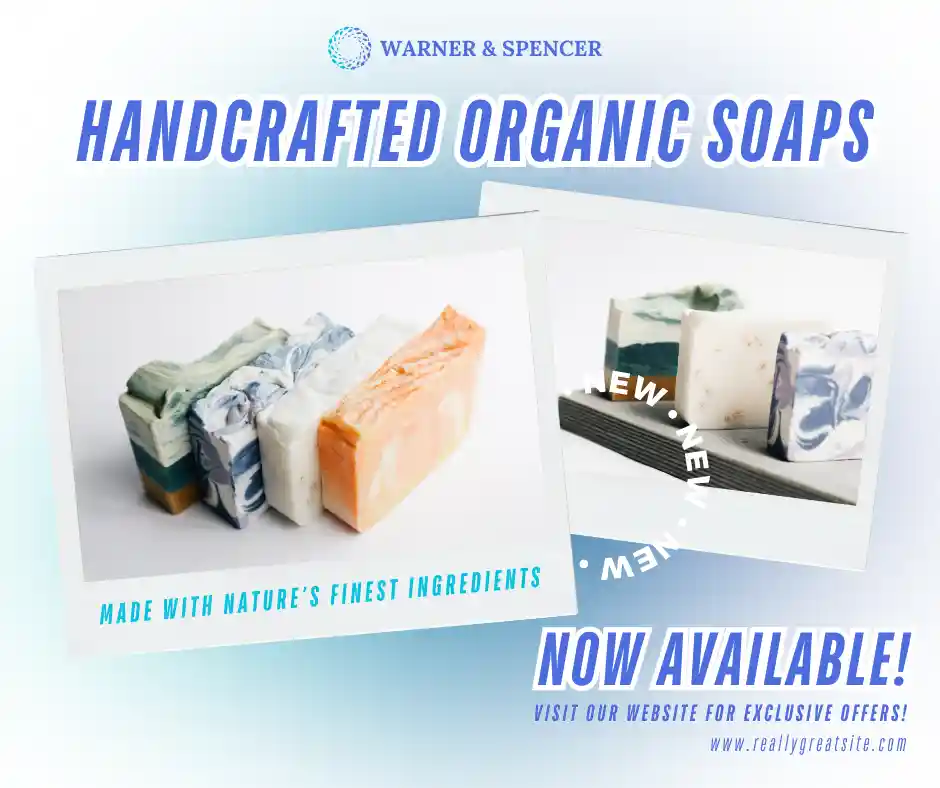 WARNER & SPENCER
HANDCRAFTED ORGANIC SOAPS
NEW • NEW • NEW •
MADE WITH NATURE'S FINEST INGREDIENTS
NOW AVAILABLE!
VISIT OUR WEBSITE FOR EXCLUSIVE OFFERS!
www.reallygreatsite.com